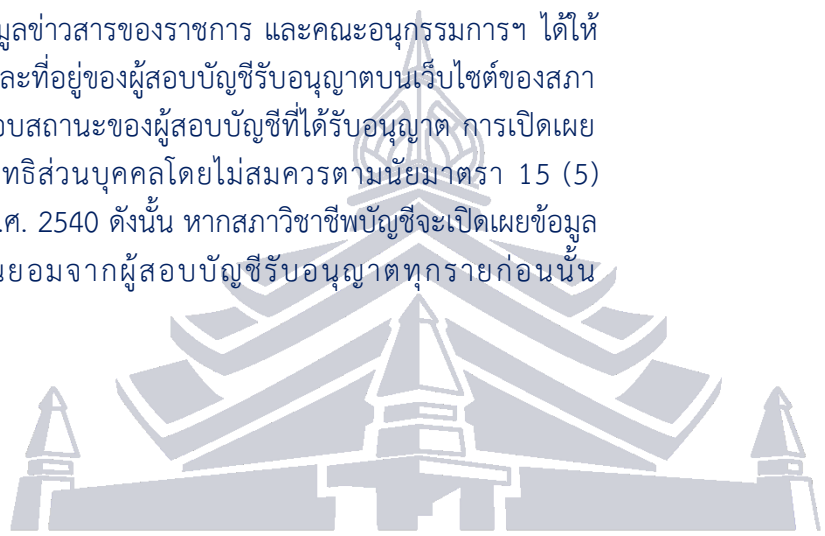 มูลข่าวสารของราชการ และคณะอนุกรรมการฯ ได้ให้
ละที่อยู่ของผู้สอบบัญชีรับอนุญาตบนเว็บไซต์ของสภา
อบสถานะของผู้สอบบัญชีที่ได้รับอนุญาต การเปิดเผย
ทธิส่วนบุคคลโดยไม่สมควรตามนัยมาตรา 15 (5)
.ศ. 2540 ดังนั้น หากสภาวิชาชีพบัญชีจะเปิดเผยข้อมูล
นยอมจากผู้สอบบัญชีรับอนุญาตทุกรายก่อนนั้น